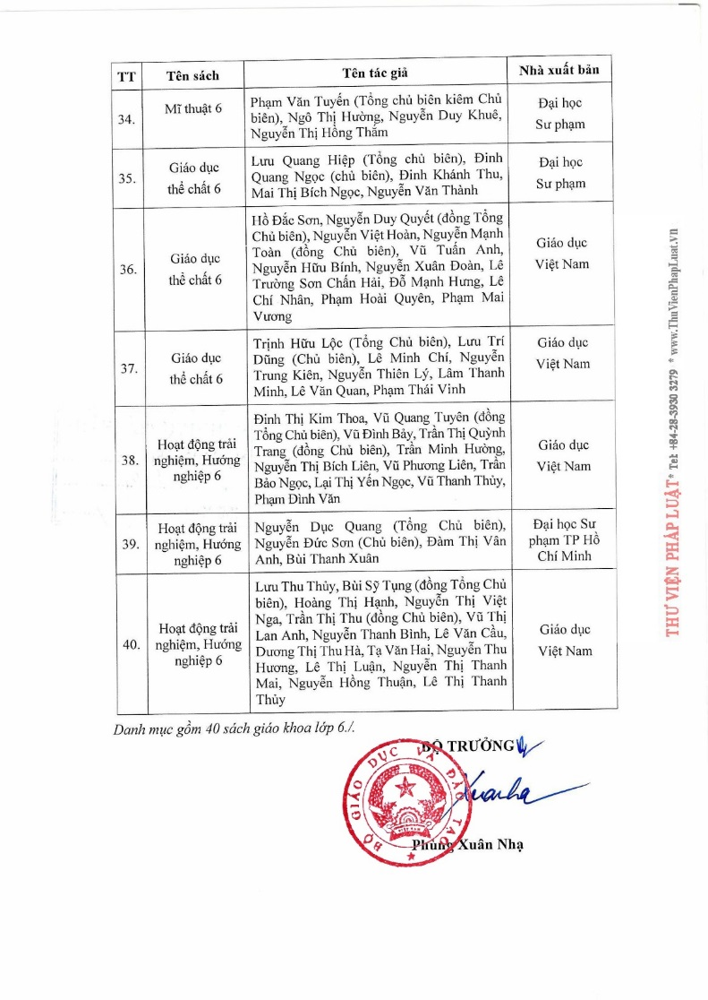 TT Tên sách Tên tác giả Nhà xuất bản
34. Mĩ thuật 6
Phạm Văn Tuyến (Tổng chủ biên kiêm Chủ
biên), Ngô Thị Hường, Nguyễn Duy Khuê,
Nguyễn Thị Hồng Thắm
Đại học
Sư phạm
35. Giáo dục
thể chất 6
Lưu Quang Hiệp (Tổng chủ biên), Đinh
Quang Ngọc (chủ biên), Đinh Khánh Thu,
Mai Thị Bích Ngọc, Nguyễn Văn Thành
Đại học
Sư phạm
36. Giáo dục
thể chất 6
Hồ Đắc Sơn, Nguyễn Duy Quyết (đồng Tổng
Chủ biên), Nguyễn Việt Hoàn, Nguyễn Mạnh
Toàn (đồng Chủ biên), Vũ Tuấn Anh,
Nguyễn Hữu Bính, Nguyễn Xuân Đoàn, Lê
Trường Sơn Chấn Hải, Đỗ Mạnh Hưng, Lê
Chí Nhân, Phạm Hoài Quyên, Phạm Mai
Vương
Giáo dục
Việt Nam
37. Giáo dục
thể chất 6
Trịnh Hữu Lộc (Tổng Chủ biên), Lưu Trí
Dũng (Chủ biên), Lê Minh Chí, Nguyễn
Trung Kiên, Nguyễn Thiên Lý, Lâm Thanh
Minh, Lê Văn Quan, Phạm Thái Vinh
Giáo dục
Việt Nam
38. Hoạt động trải
nghiệm, Hướng
nghiệp 6
Đinh Thị Kim Thoa, Vũ Quang Tuyên (đồng
Tổng Chủ biên), Vũ Đình Bảy, Trần Thị Quỳnh
Trang (đồng Chủ biên), Trần Minh Hường,
Nguyễn Thị Bích Liên, Vũ Phương Liên, Trần
Bảo Ngọc, Lại Thị Yến Ngọc, Vũ Thanh Thủy,
Phạm Đình Văn
Giáo dục
Việt Nam
39. Hoạt động trải
nghiệm, Hướng
nghiệp 6
Nguyễn Dục Quang (Tổng Chủ biên),
Nguyễn Đức Sơn (Chủ biên), Đàm Thị Vân
Anh, Bùi Thanh Xuân
Đại học Sư
phạm TP Hồ
Chí Minh
40. Hoạt động trải
nghiệm, Hướng
nghiệp 6
Lưu Thu Thủy, Bùi Sỹ Tụng (đồng Tổng Chủ
biên), Hoàng Thị Hạnh, Nguyễn Thị Việt
Nga, Trần Thị Thu (đồng Chủ biên), Vũ Thị
Lan Anh, Nguyễn Thanh Bình, Lê Văn Cầu,
Dương Thị Thu Hà, Tạ Văn Hai, Nguyễn Thu
Hương, Lê Thị Luận, Nguyễn Thị Thanh
Mai, Nguyễn Hồng Thuận, Lê Thị Thanh
Thủy
Giáo dục
Việt Nam
Danh mục gồm 40 sách giáo khoa lớp 6./.
BỘ TRƯỞNG
BỘ GIÁO DỤC VÀ ĐÀO TẠO
Xuanha
Phùng Xuân Nhạ
THƯ VIỆN PHÁP LUẬT * Tel: +84-28-3930 3279 * www.ThuVienPhapLuat.vn